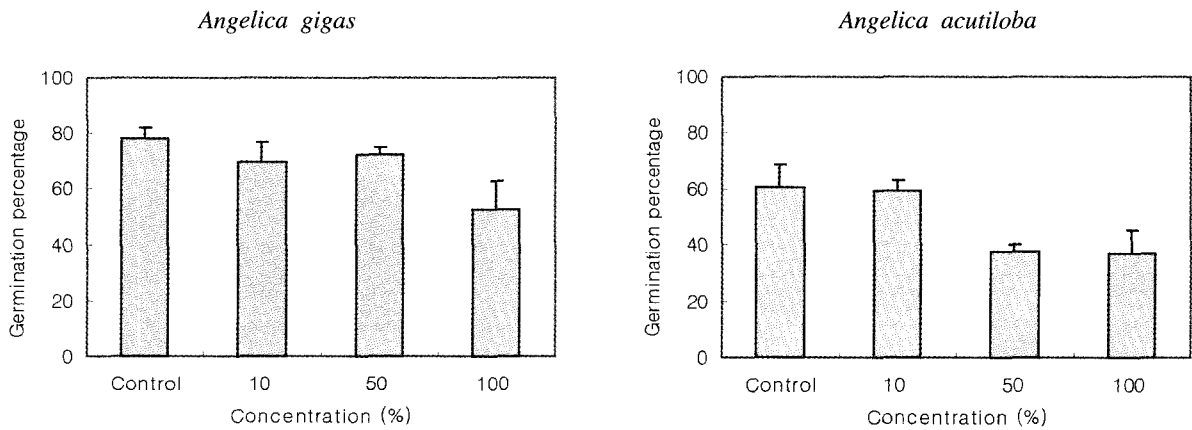 Angelica gigas
100
80
60
40
20
0
Germination percentage
Control 10 50 100
Concentration (%)
Angelica acutiloba
100
80
60
40
20
0
Germination percentage
Control 10 50 100
Concentration (%)